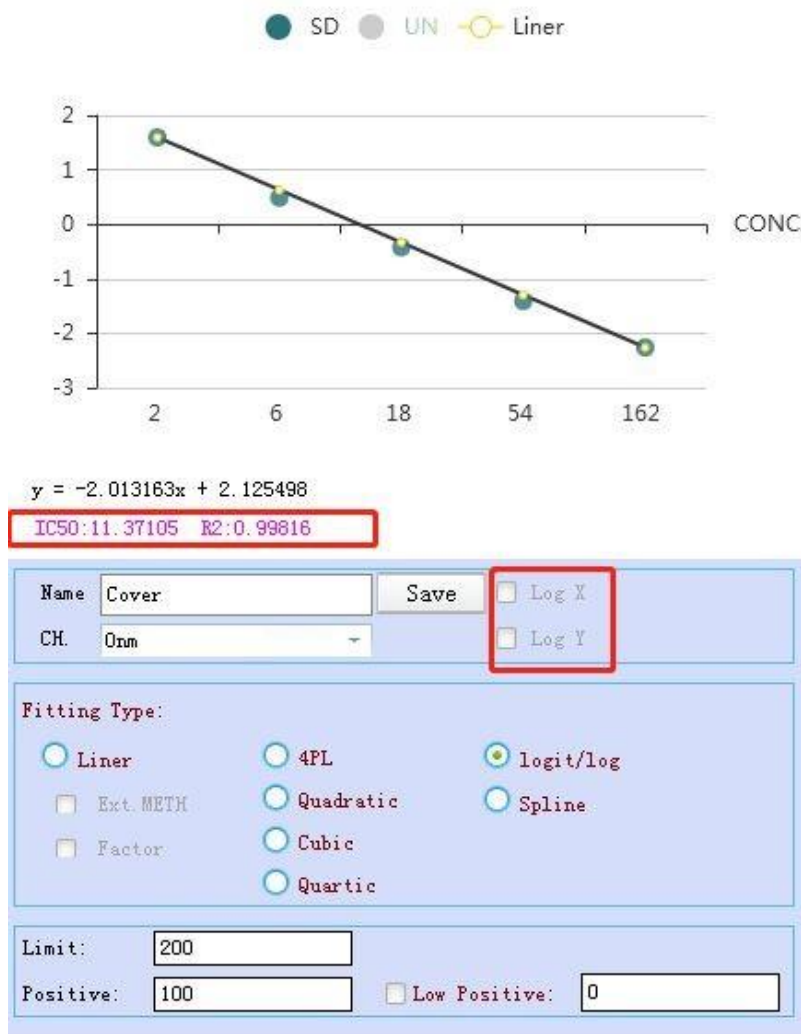 SD UN Liner
2
1
0
CONC
-1
-2
-3
2 6 18 54 162
y = -2.013163x + 2.125498
IC50:11.37105 R2:0.99816
Name Cover Save Log X
CH. 0nm Log Y
Fitting Type:
Liner 4PL logit/log
Ext.METH Quadratic Spline
Factor Cubic
Quartic
Limit: 200
Positive: 100 Low Positive: 0